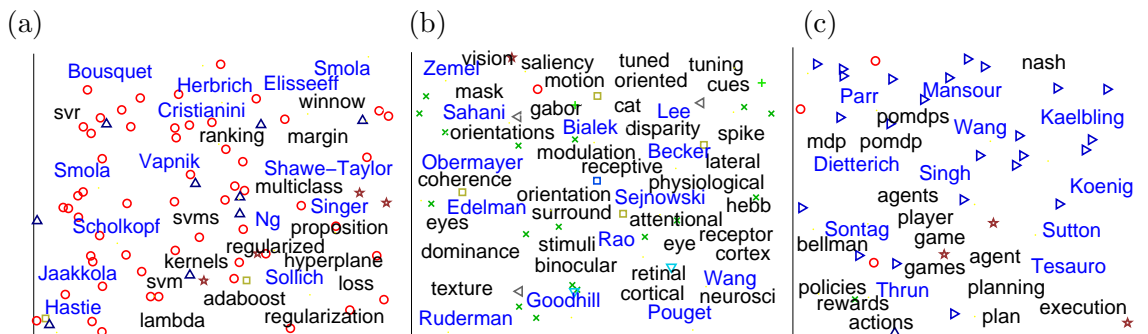 (a)
Bousquet
Smola
Herbrich
Elisseeff
svr
Cristianini
winnow
ranking
margin
Vapnik
Smola
Shawe-Taylor
multiclass
Scholkopf
svms
Ng
Singer
proposition
regularized
kernels
hyperplane
Jaakkola
svm
Sollich
loss
Hastie
adaboost
lambda
regularization
(b)
vision
saliency
tuned
tuning
Zemel
motion
oriented
cues
mask
Sahani
gabor
cat
Lee
orientations
Bialek
disparity
spike
modulation
Becker
Obermayer
receptive
lateral
coherence
physiological
Edelman
orientation
Sejnowski
hebb
eyes
surround
attentional
Rao
receptor
dominance
stimuli
eye
cortex
binocular
retinal
Wang
texture
Goodhill
cortical
neurosci
Ruderman
Pouget
(c)
nash
Parr
Mansour
pomdps
Wang
Kaelbling
mdp
pomdp
Dietterich
Singh
Koenig
agents
player
Sontag
game
Sutton
bellman
agent
games
Tesauro
policies
Thrun
planning
rewards
plan
execution
actions